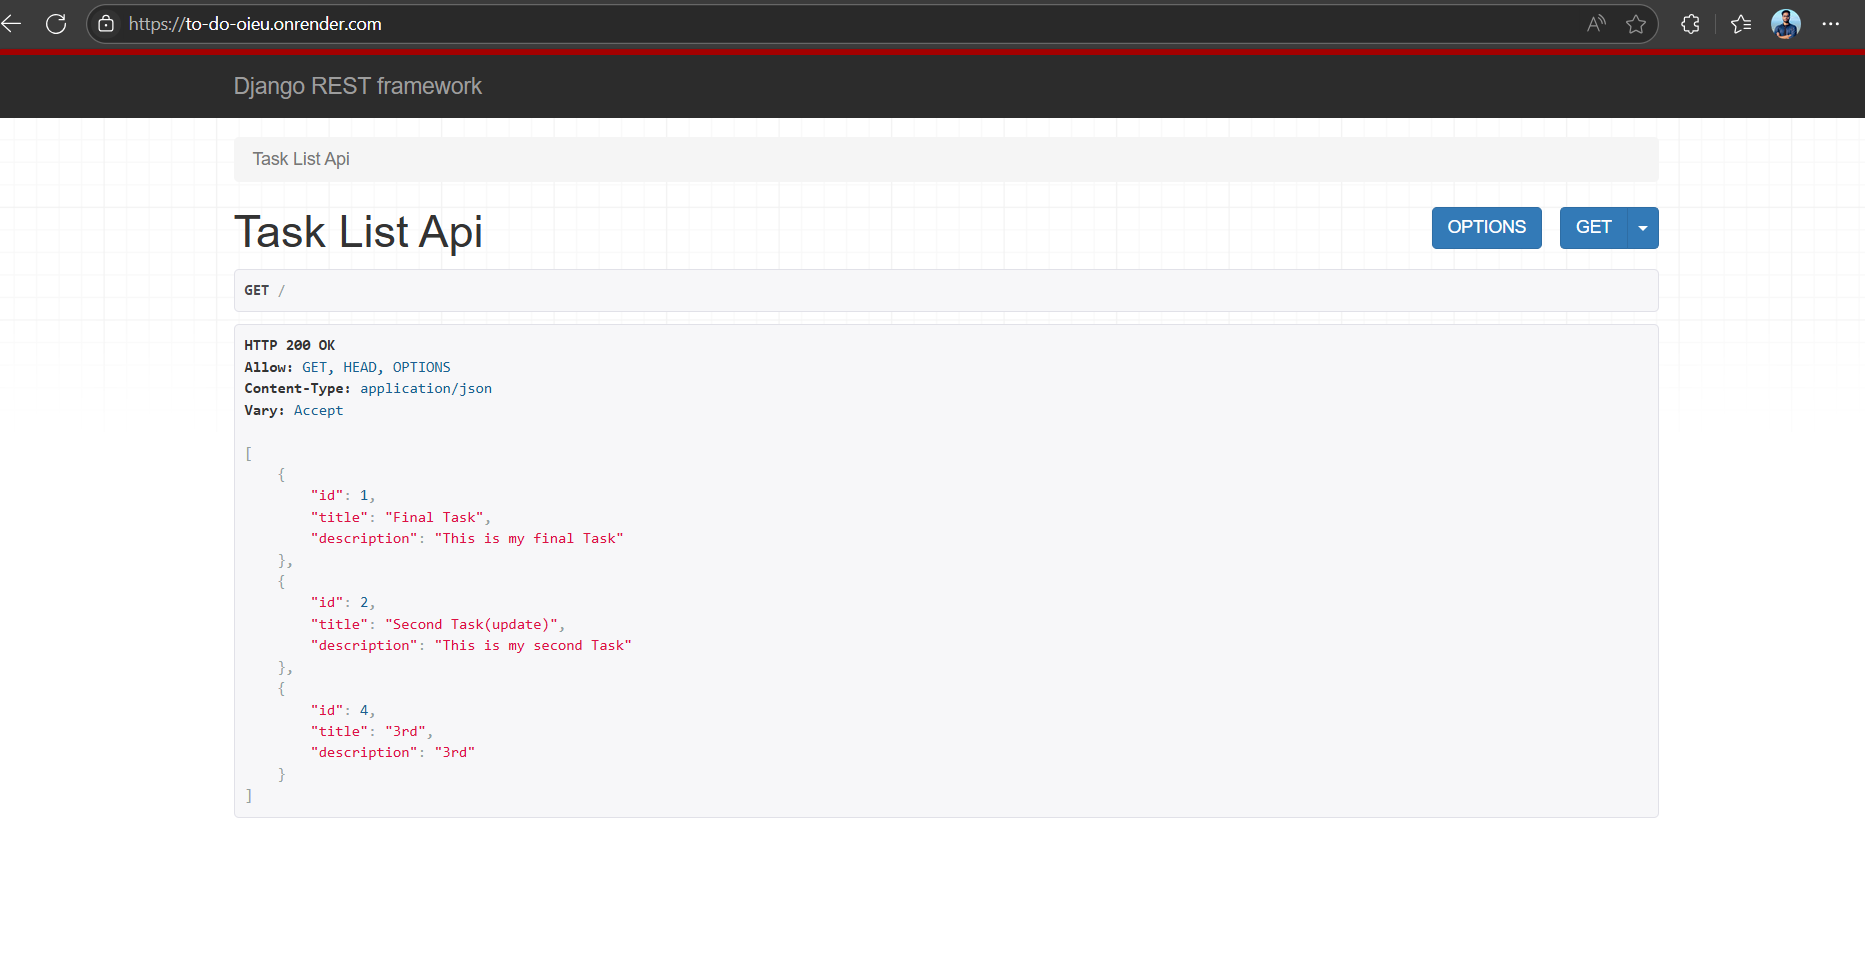 https://to-do-oieu.onrender.com
Django REST framework
Task List Api
Task List Api
OPTIONS
GET
GET /
HTTP 200 OK
Allow: GET, HEAD, OPTIONS
Content-Type: application/json
Vary: Accept
[
    {
        "id": 1,
        "title": "Final Task",
        "description": "This is my final Task"
    },
    {
        "id": 2,
        "title": "Second Task(update)",
        "description": "This is my second Task"
    },
    {
        "id": 4,
        "title": "3rd",
        "description": "3rd"
    }
]